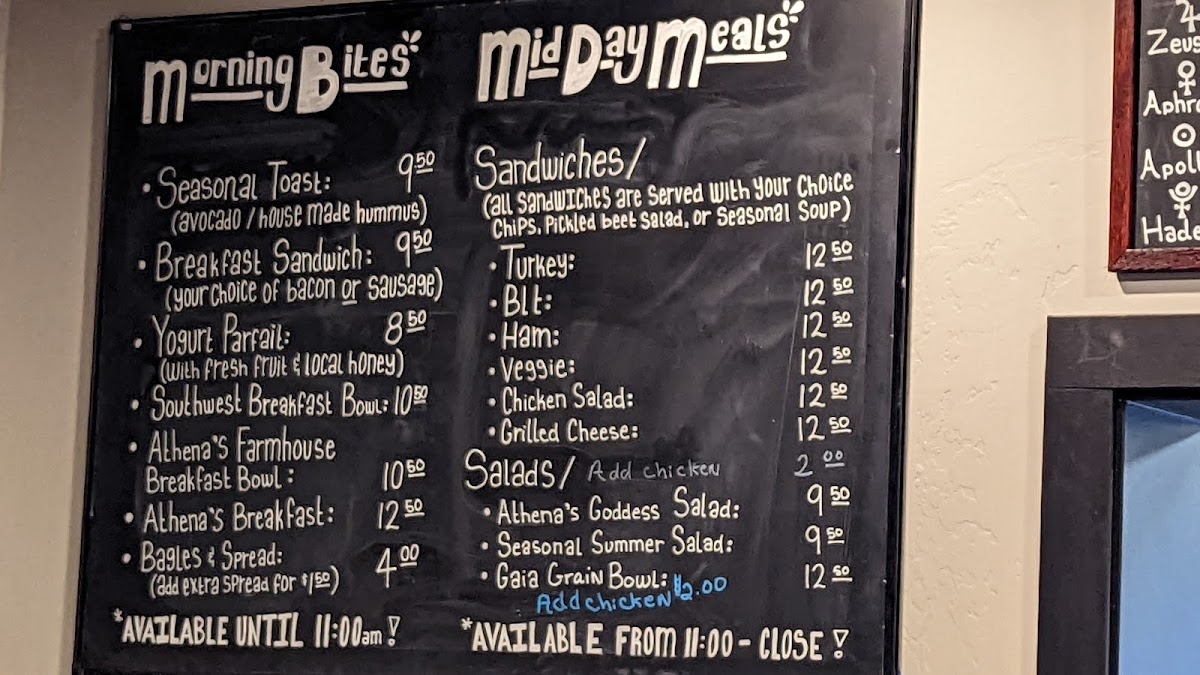 Morning Bites
• Seasonal Toast: 9.50
(avocado / house made hummus)
• Breakfast Sandwich: 9.50
(your choice of bacon or sausage)
• Yogurt Parfait: 8.50
(with fresh fruit & local honey)
• Southwest Breakfast Bowl: 10.50
• Athena's Farmhouse
Breakfast Bowl: 10.50
• Athena's Breakfast: 12.50
• Bagles & Spread: 4.00
(add extra spread for $1.50)
*AVAILABLE UNTIL 11:00am!
Mid Day Meals
Sandwiches/
(all sandwiches are served with your choice
chips, pickled beet salad, or seasonal soup)
• Turkey: 12.50
• Blt: 12.50
• Ham: 12.50
• Veggie: 12.50
• Chicken Salad: 12.50
• Grilled Cheese: 12.50
Salads/ Add chicken 2.00
• Athena's Goddess Salad: 9.50
• Seasonal Summer Salad: 9.50
• Gaia Grain Bowl: 12.50
Add chicken $2.00
*AVAILABLE FROM 11:00 - CLOSE!
Zeus
Aphro
Apoll
Hade